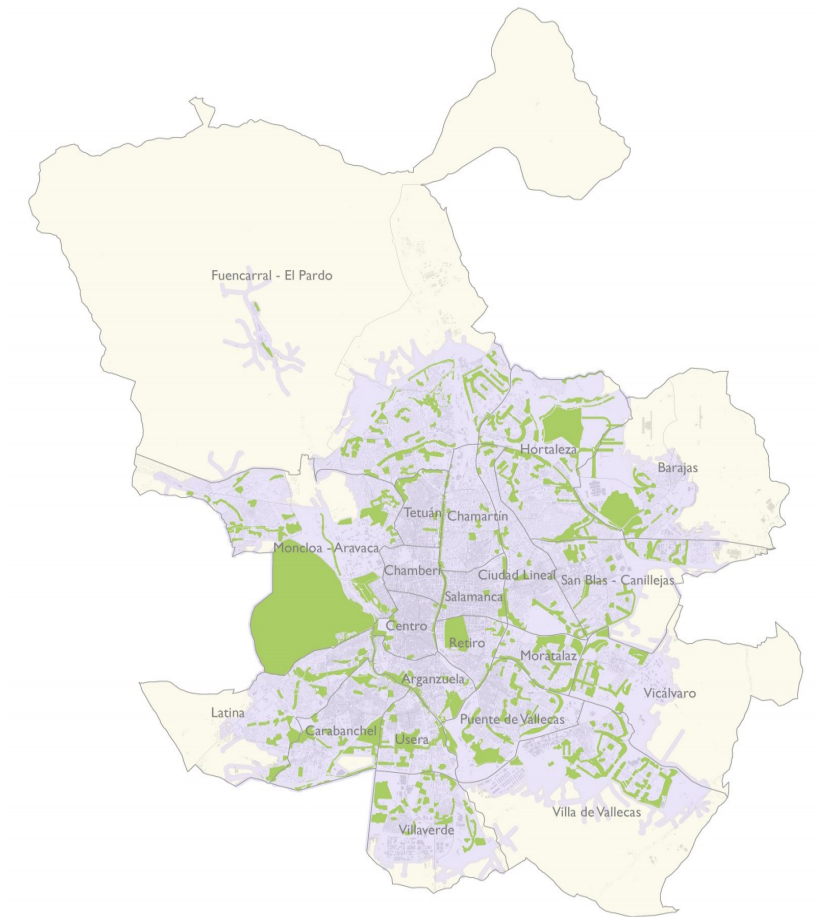 Fuencarral - El Pardo
Hortaleza
Barajas
Tetuán
Chamartín
Moncloa - Aravaca
Chamberí
Ciudad Lineal
San Blas - Canillejas
Salamanca
Centro
Retiro
Moratalaz
Arganzuela
Vicálvaro
Latina
Puente de Vallecas
Carabanchel
Usera
Villa de Vallecas
Villaverde